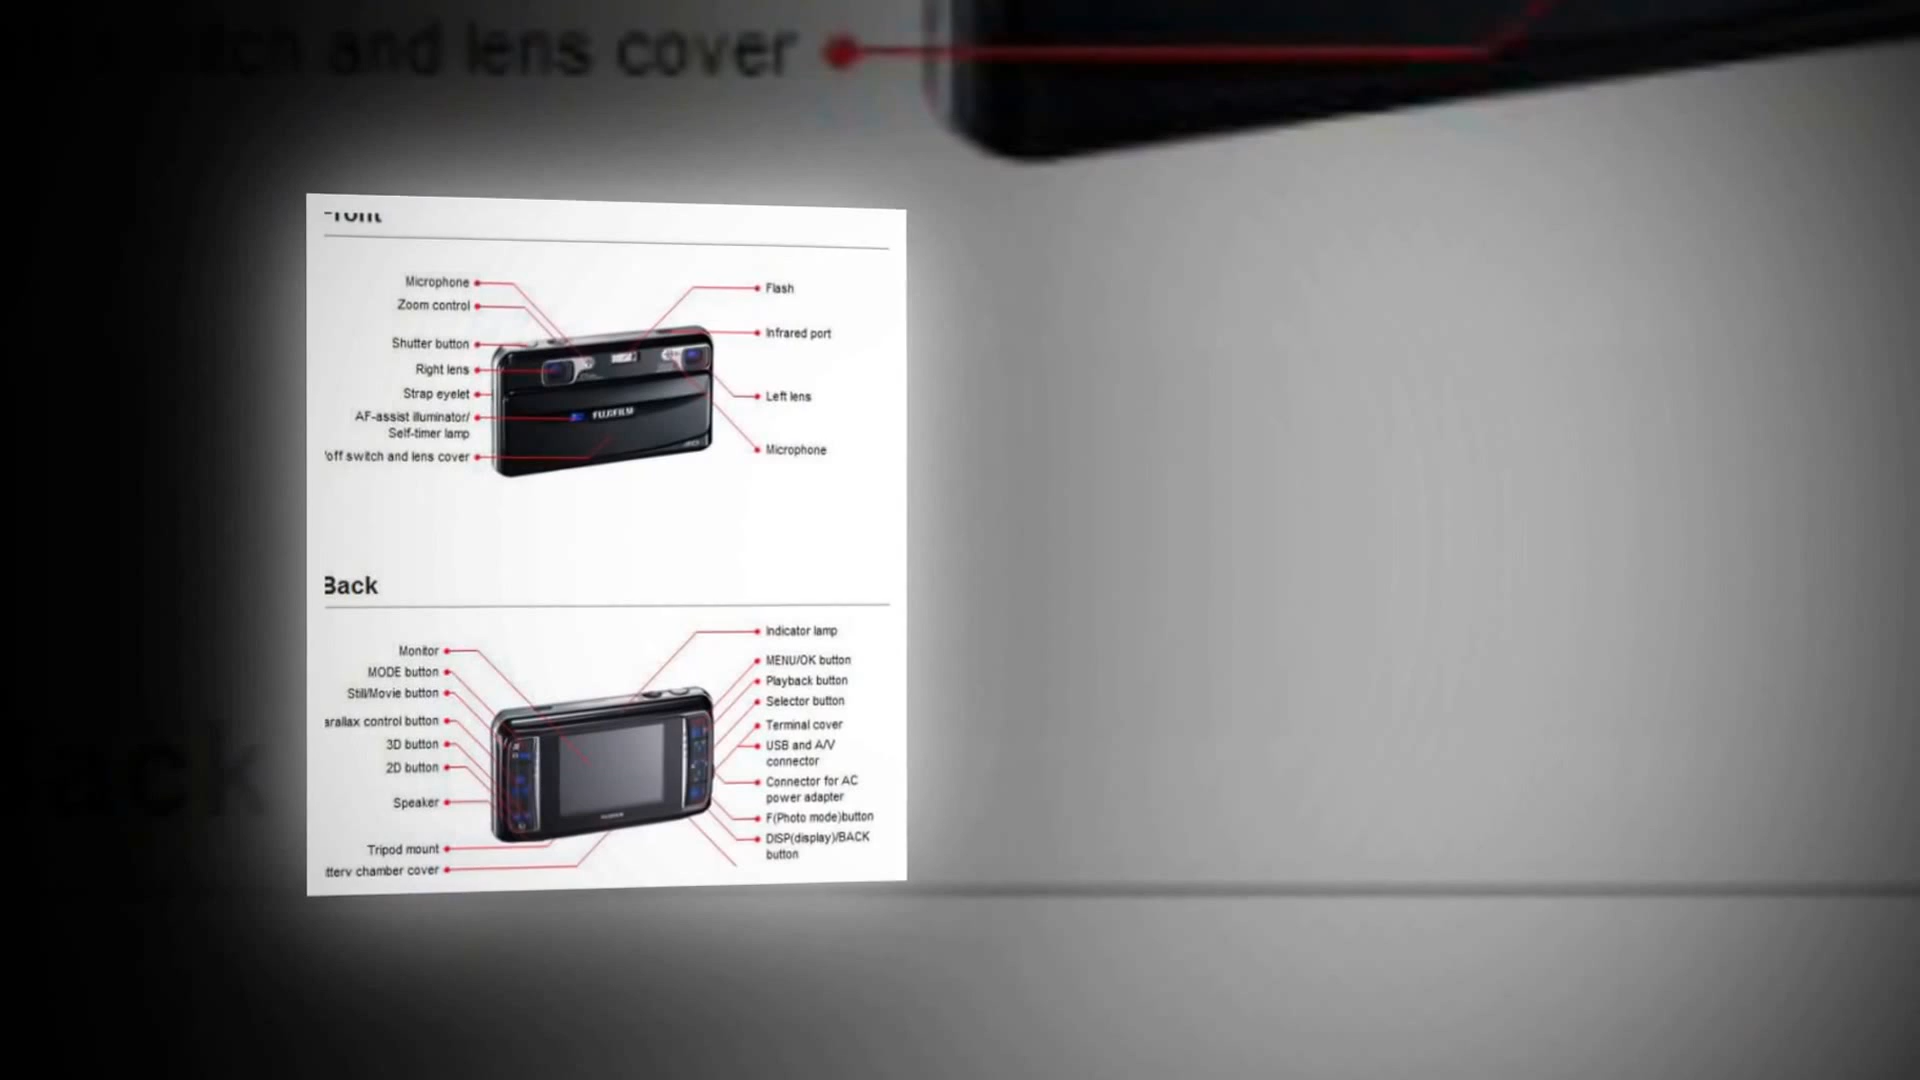 and lens cover
Front
Microphone
Zoom control
Shutter button
Right lens
Strap eyelet
AF-assist illuminator/
Self-timer lamp
/off switch and lens cover
Flash
Infrared port
Left lens
Microphone
FUJIFILM
Back
Monitor
MODE button
Still/Movie button
arallax control button
3D button
2D button
Speaker
Tripod mount
ttery chamber cover
Indicator lamp
MENU/OK button
Playback button
Selector button
Terminal cover
USB and A/V
connector
Connector for AC
power adapter
F(Photo mode)button
DISP(display)/BACK
button